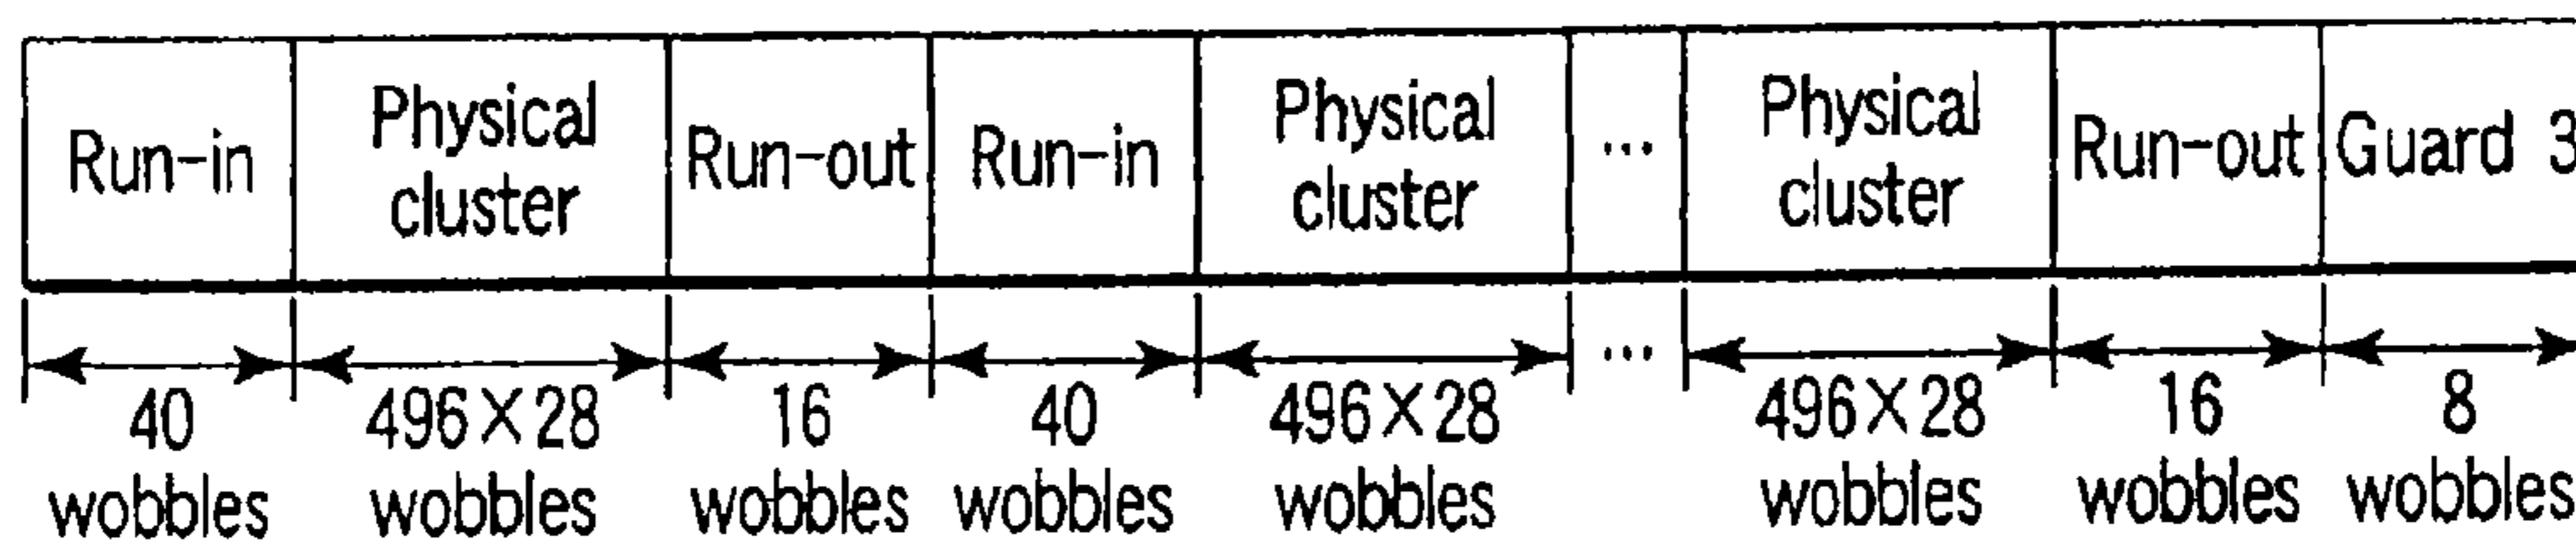 Run-in
Physical
cluster
Run-out
Run-in
Physical
cluster
...
Physical
cluster
Run-out
Guard 3
40
wobbles
496×28
wobbles
16
wobbles
40
wobbles
496×28
wobbles
...
496×28
wobbles
16
wobbles
8
wobbles